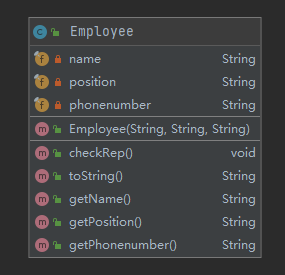 Employee
name String
position String
phonenumber String
Employee(String, String, String)
checkRep() void
toString() String
getName() String
getPosition() String
getPhonenumber() String